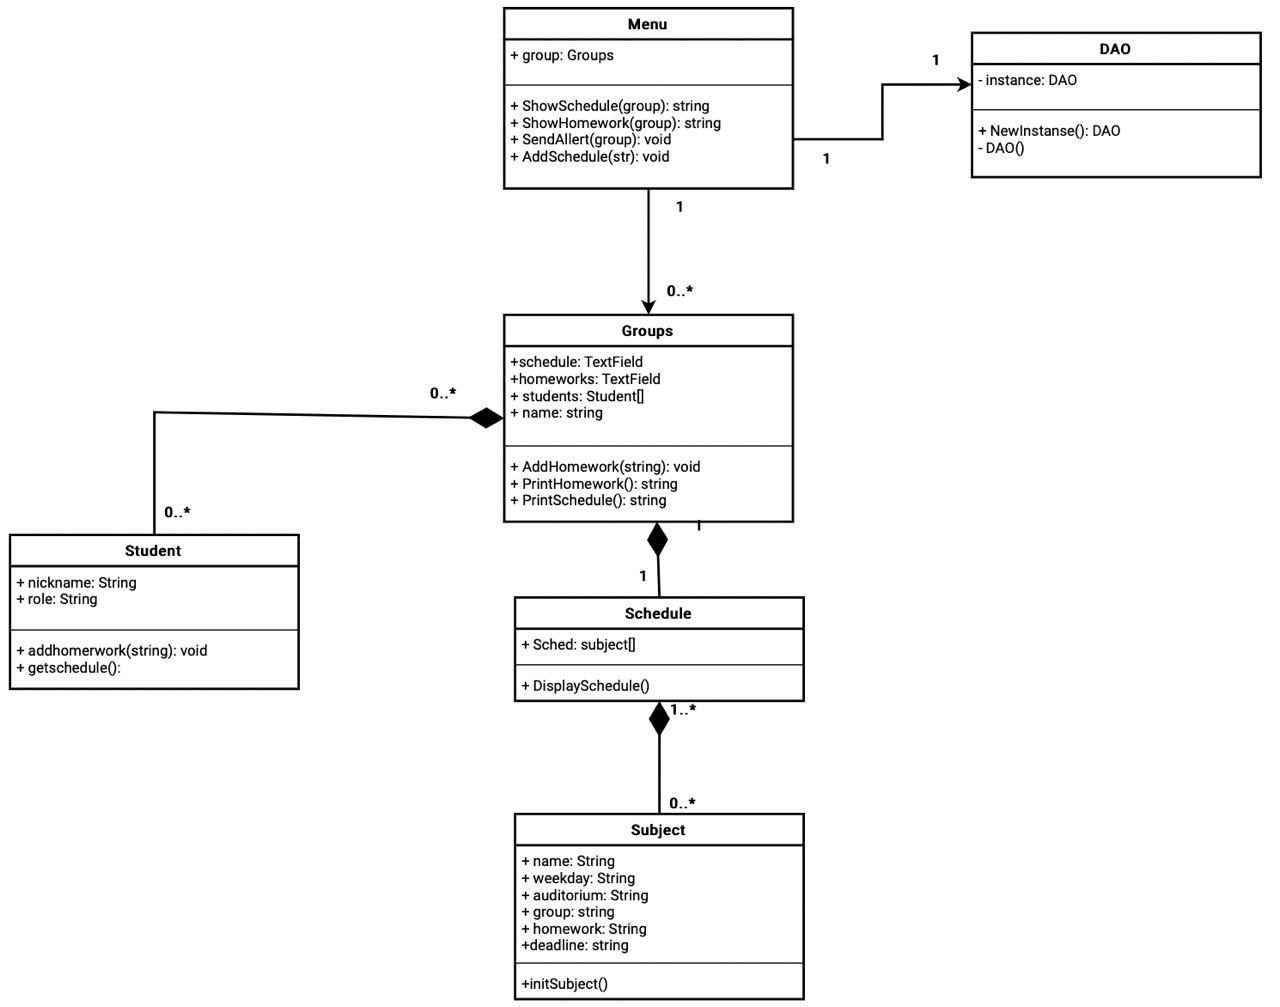 Menu
+ group: Groups
+ ShowSchedule(group): string
+ ShowHomework(group): string
+ SendAllert(group): void
+ AddSchedule(str): void
1
1
DAO
- instance: DAO
+ NewInstanse(): DAO
- DAO()
1
0..*
Groups
+schedule: TextField
+homeworks: TextField
+ students: Student[]
+ name: string
+ AddHomework(string): void
+ PrintHomework(): string
+ PrintSchedule(): string
0..*
0..*
Student
+ nickname: String
+ role: String
+ addhomerwork(string): void
+ getschedule():
1
1
Schedule
+ Sched: subject[]
+ DisplaySchedule()
1..*
0..*
Subject
+ name: String
+ weekday: String
+ auditorium: String
+ group: string
+ homework: String
+deadline: string
+initSubject()